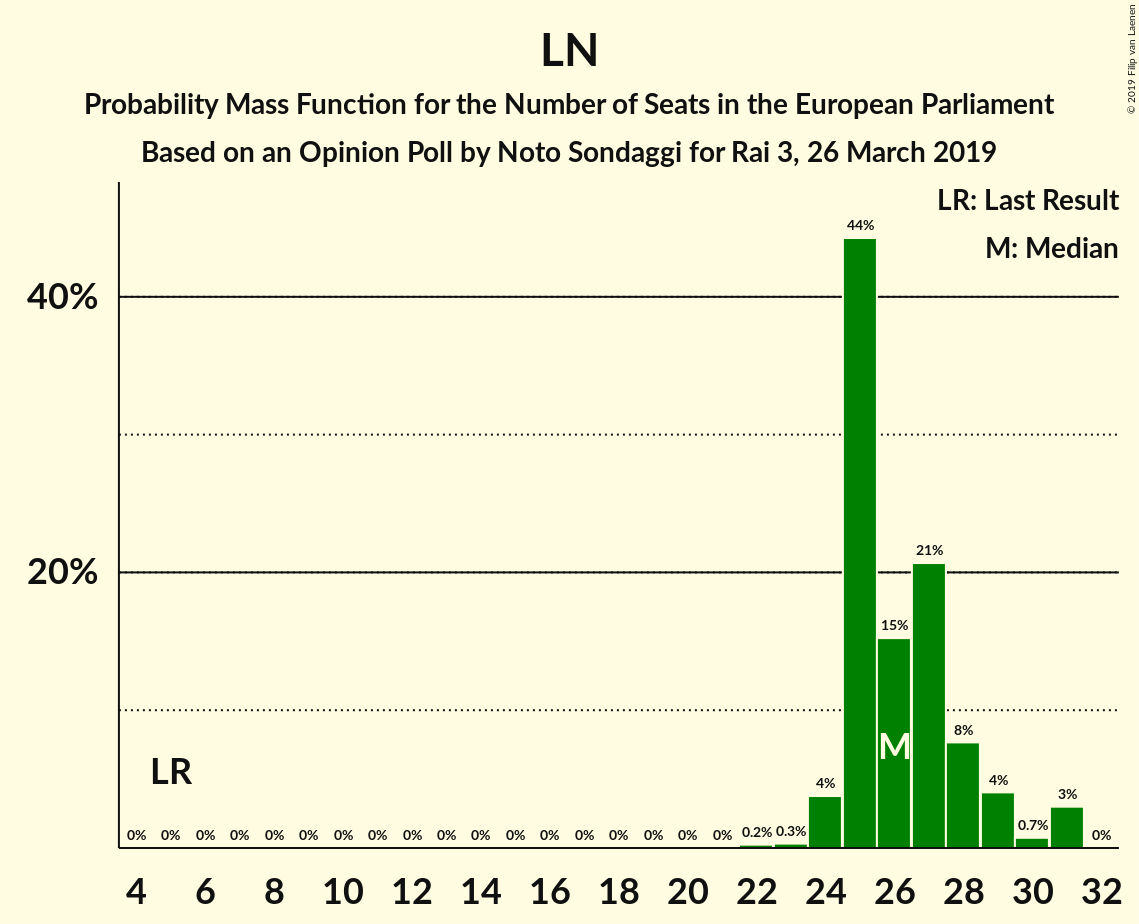 LN
Probability Mass Function for the Number of Seats in the European Parliament
Based on an Opinion Poll by Noto Sondaggi for Rai 3, 26 March 2019
© 2019 Filip van Laenen
LR: Last Result
M: Median
44%
40%
21%
20%
15%
M
8%
LR
4%
4%
3%
0% 0% 0% 0% 0% 0% 0% 0% 0% 0% 0% 0% 0% 0% 0% 0% 0% 0% 0.2% 0.3% 0.7% 0%
4 6 8 10 12 14 16 18 20 22 24 26 28 30 32